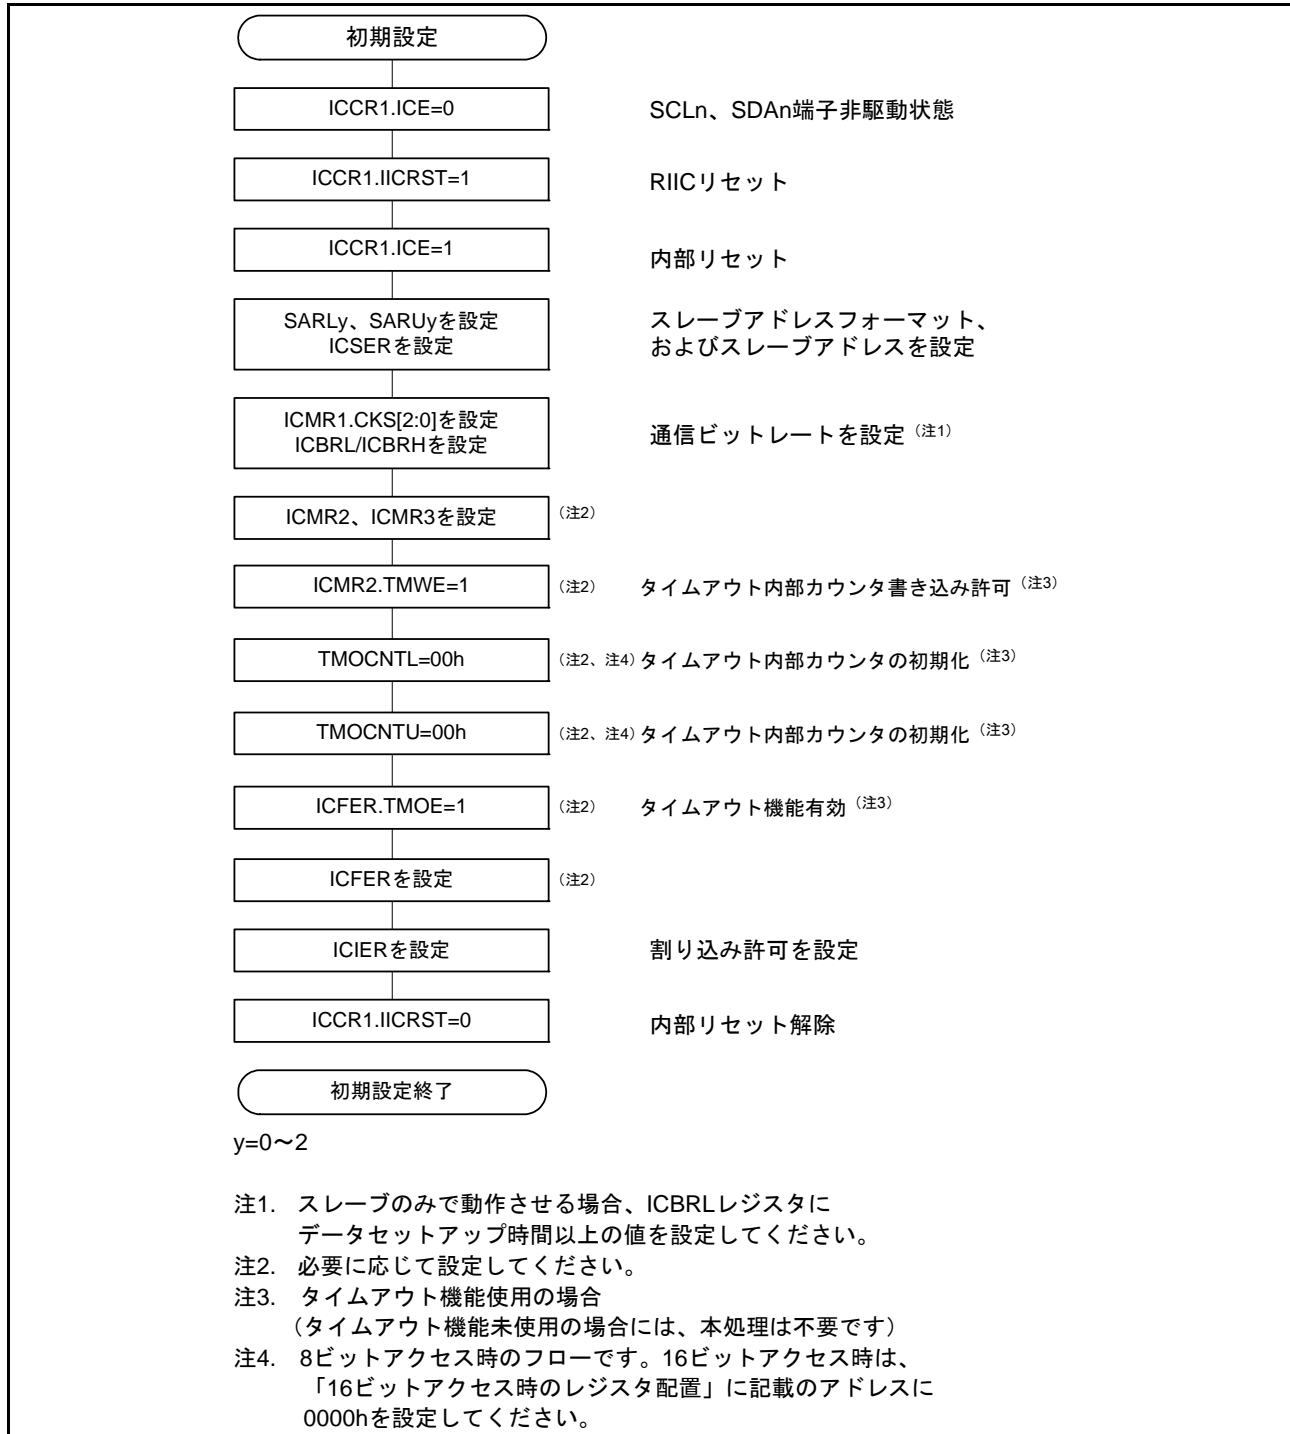 初期設定
ICCR1.ICE=0
SCLn、SDAn端子非駆動状態
ICCR1.IICRST=1
RIICリセット
ICCR1.ICE=1
内部リセット
SARLy、SARUyを設定
ICSERを設定
スレーブアドレスフォーマット、
およびスレーブアドレスを設定
ICMR1.CKS[2:0]を設定
ICBRL/ICBRHを設定
通信ビットレートを設定（注1）
ICMR2、ICMR3を設定
（注2）
ICMR2.TMWE=1
（注2） タイムアウト内部カウンタ書き込み許可（注3）
TMOCNTL=00h
（注2、注4）タイムアウト内部カウンタの初期化（注3）
TMOCNTU=00h
（注2、注4）タイムアウト内部カウンタの初期化（注3）
ICFER.TMOE=1
（注2） タイムアウト機能有効（注3）
ICFERを設定
（注2）
ICIERを設定
割り込み許可を設定
ICCR1.IICRST=0
内部リセット解除
初期設定終了
y=0～2
注1. スレーブのみで動作させる場合、ICBRLレジスタに
データセットアップ時間以上の値を設定してください。
注2. 必要に応じて設定してください。
注3. タイムアウト機能使用の場合
（タイムアウト機能未使用の場合には、本処理は不要です）
注4. 8ビットアクセス時のフローです。16ビットアクセス時は、
「16ビットアクセス時のレジスタ配置」に記載のアドレスに
0000hを設定してください。